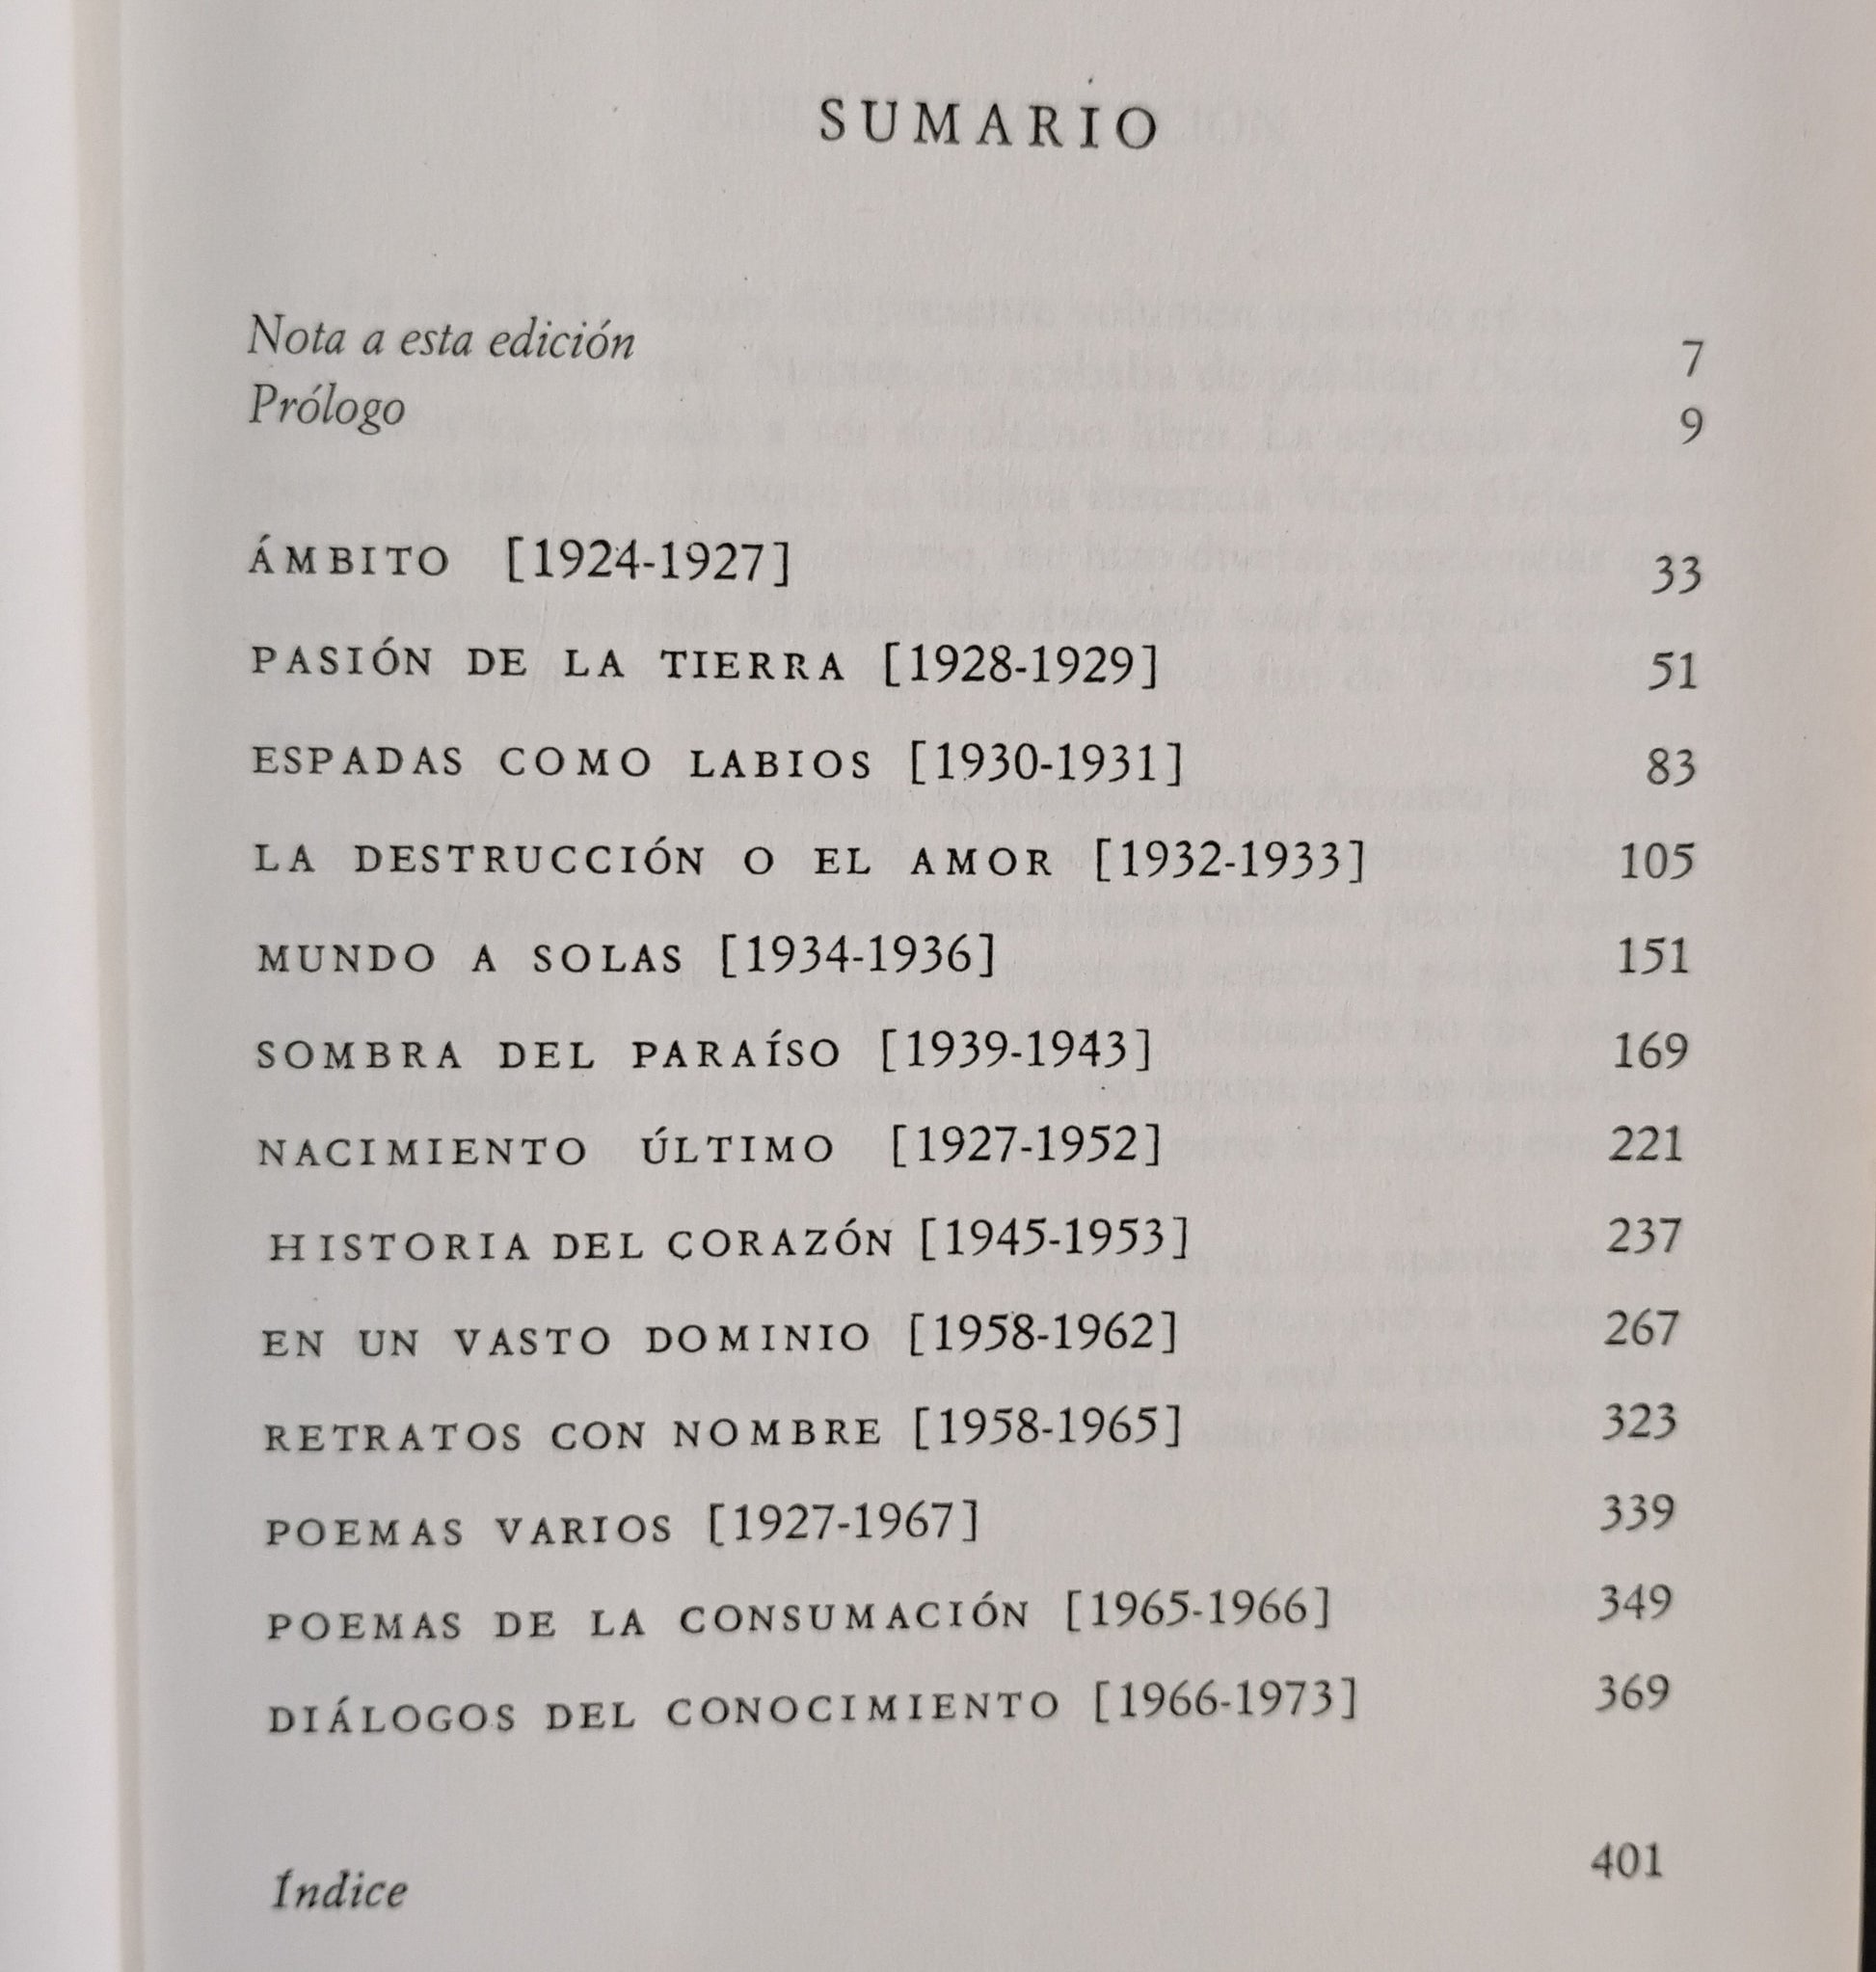 SUMARIO
Nota a esta edición 7
Prólogo 9
ÁMBITO [1924-1927] 33
PASIÓN DE LA TIERRA [1928-1929] 51
ESPADAS COMO LABIOS [1930-1931] 83
LA DESTRUCCIÓN O EL AMOR [1932-1933] 105
MUNDO A SOLAS [1934-1936] 151
SOMBRA DEL PARAÍSO [1939-1943] 169
NACIMIENTO ÚLTIMO [1927-1952] 221
HISTORIA DEL CORAZÓN [1945-1953] 237
EN UN VASTO DOMINIO [1958-1962] 267
RETRATOS CON NOMBRE [1958-1965] 323
POEMAS VARIOS [1927-1967] 339
POEMAS DE LA CONSUMACIÓN [1965-1966] 349
DIÁLOGOS DEL CONOCIMIENTO [1966-1973] 369
Índice 401